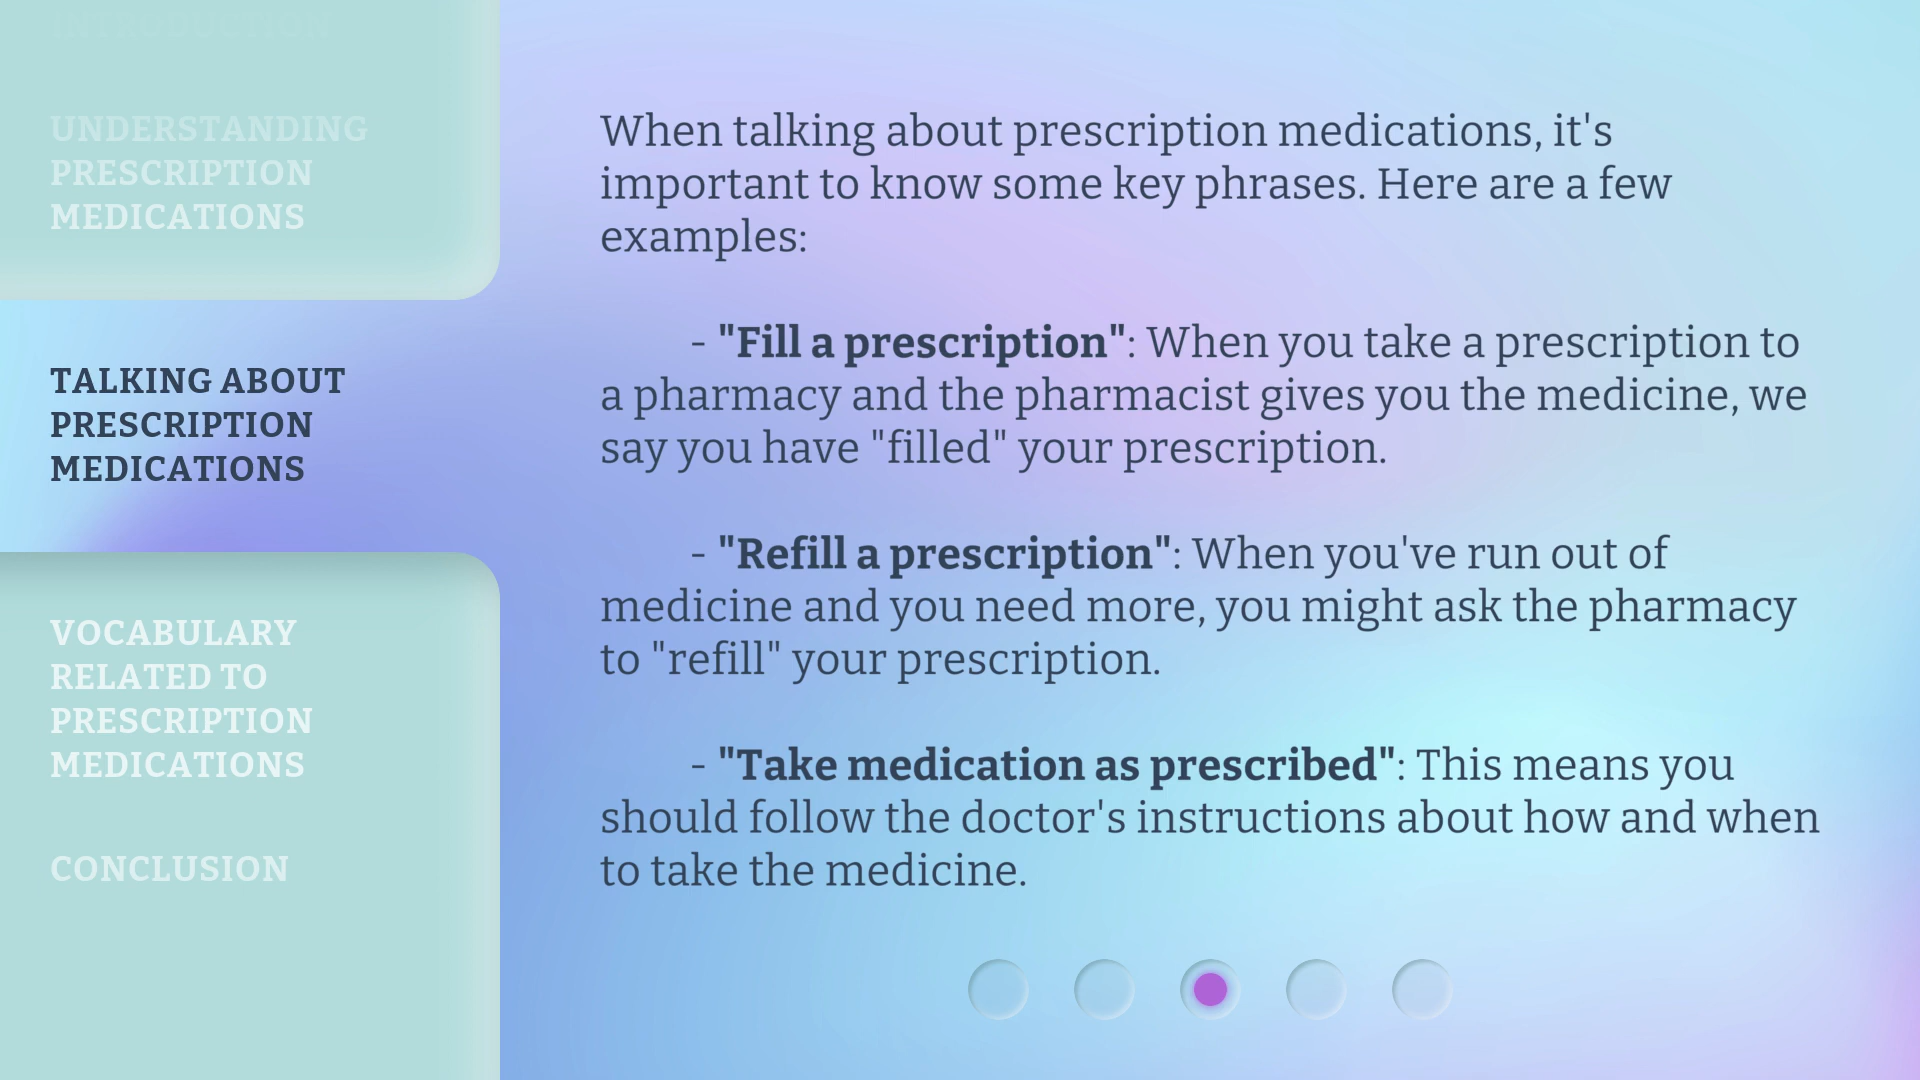 INTRODUCTION
UNDERSTANDING
PRESCRIPTION
MEDICATIONS
TALKING ABOUT
PRESCRIPTION
MEDICATIONS
VOCABULARY
RELATED TO
PRESCRIPTION
MEDICATIONS
CONCLUSION
When talking about prescription medications, it's
important to know some key phrases. Here are a few
examples:
- "Fill a prescription": When you take a prescription to
a pharmacy and the pharmacist gives you the medicine, we
say you have "filled" your prescription.
- "Refill a prescription": When you've run out of
medicine and you need more, you might ask the pharmacy
to "refill" your prescription.
- "Take medication as prescribed": This means you
should follow the doctor's instructions about how and when
to take the medicine.